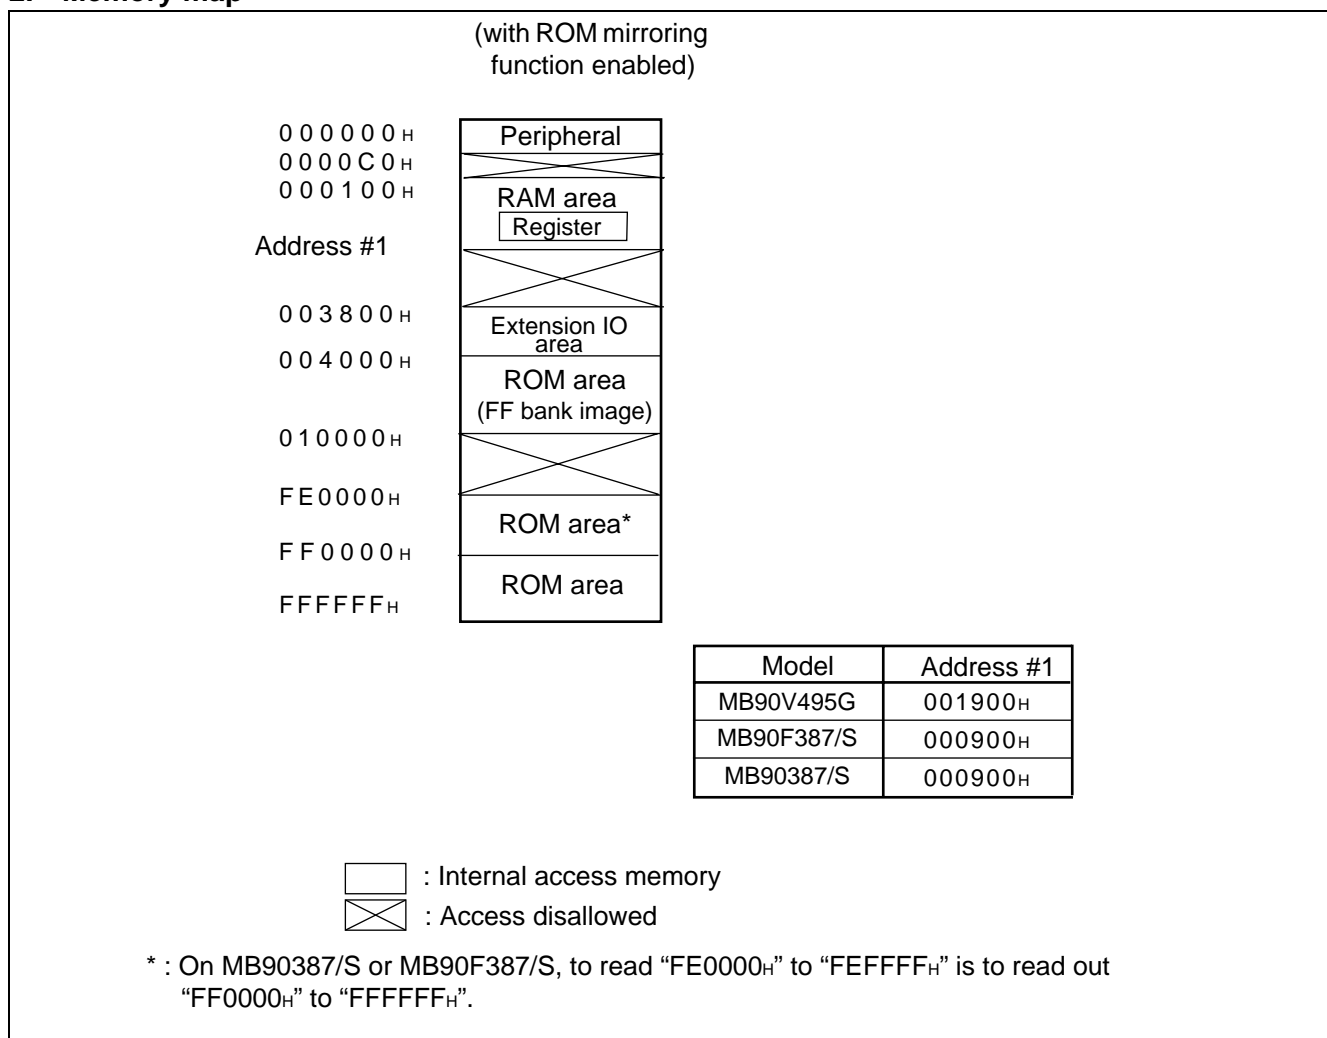 (with ROM mirroring
function enabled)
000000H Peripheral
0000C0H
000100H RAM area
Register
Address #1
003800H Extension IO
area
004000H ROM area
(FF bank image)
010000H
FE0000H ROM area*
FF0000H ROM area
FFFFFFH
Model Address #1
MB90V495G 001900H
MB90F387/S 000900H
MB90387/S 000900H
: Internal access memory
: Access disallowed
* : On MB90387/S or MB90F387/S, to read “FE0000H” to “FEFFFFH” is to read out
“FF0000H” to “FFFFFFH”.